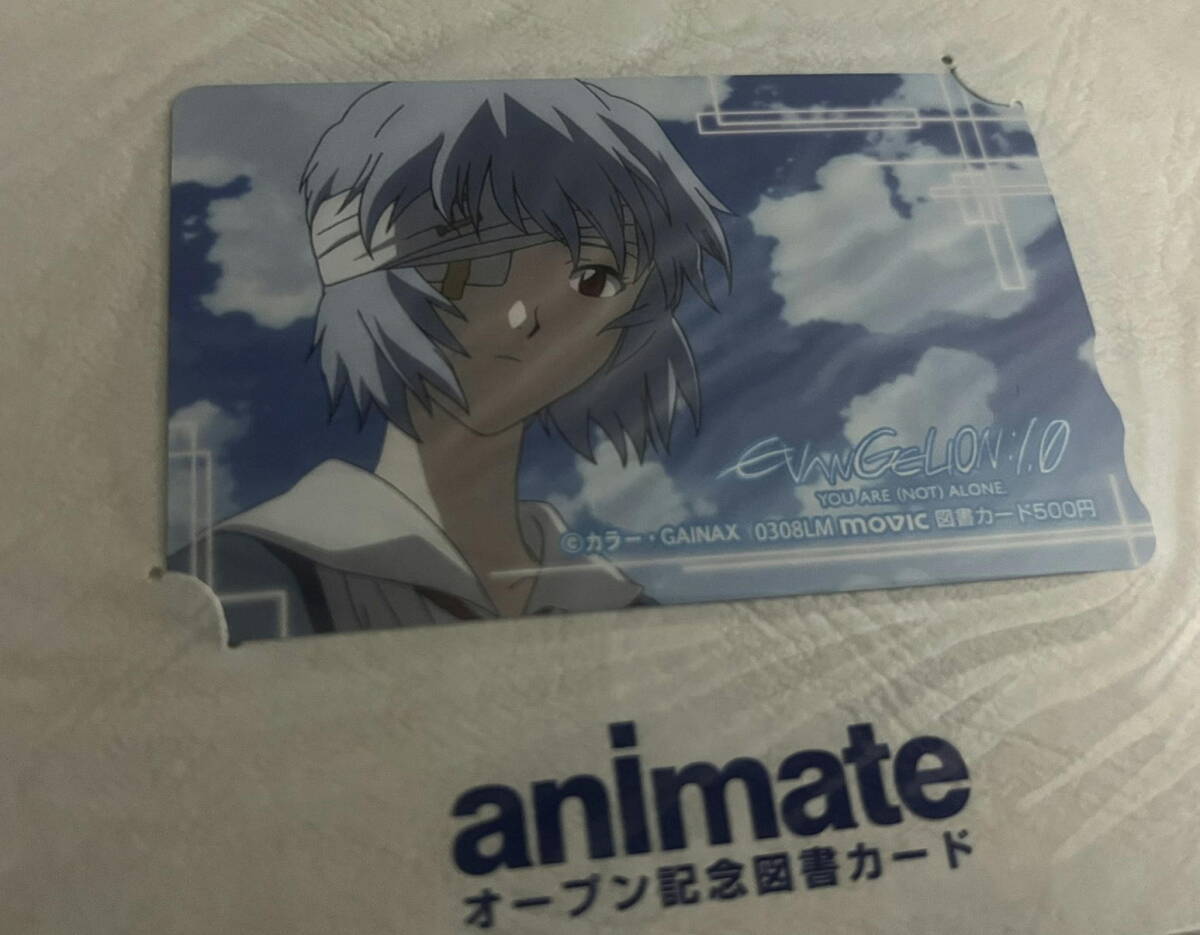 EVANGELION:1.0
YOU ARE (NOT) ALONE.
©カラー・GAINAX 0308LM movic 図書カード500円
animate
オープン記念図書カード